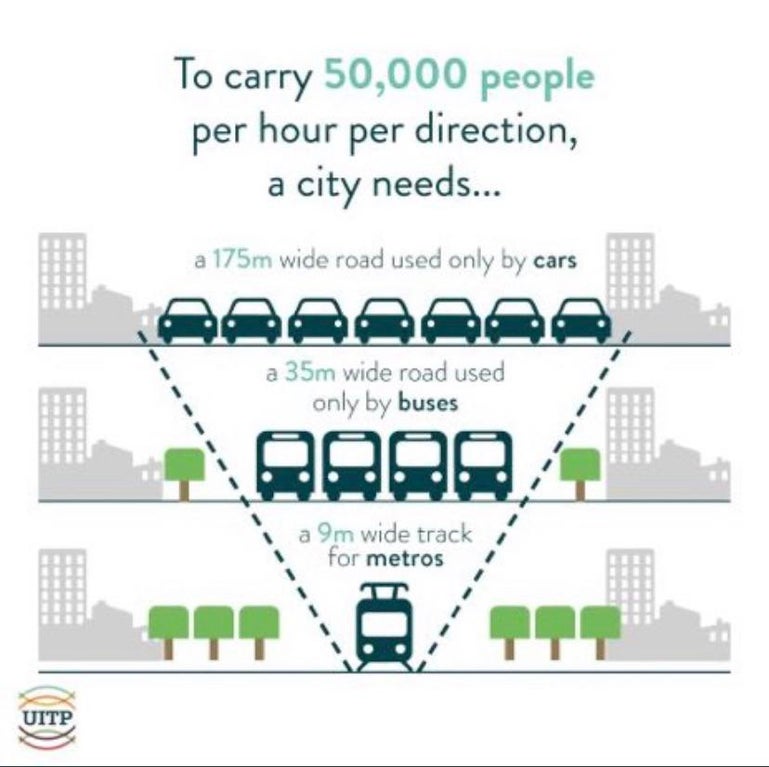 To carry 50,000 people
per hour per direction,
a city needs...
a 175m wide road used only by cars
a 35m wide road used
only by buses
a 9m wide track
for metros
UITP